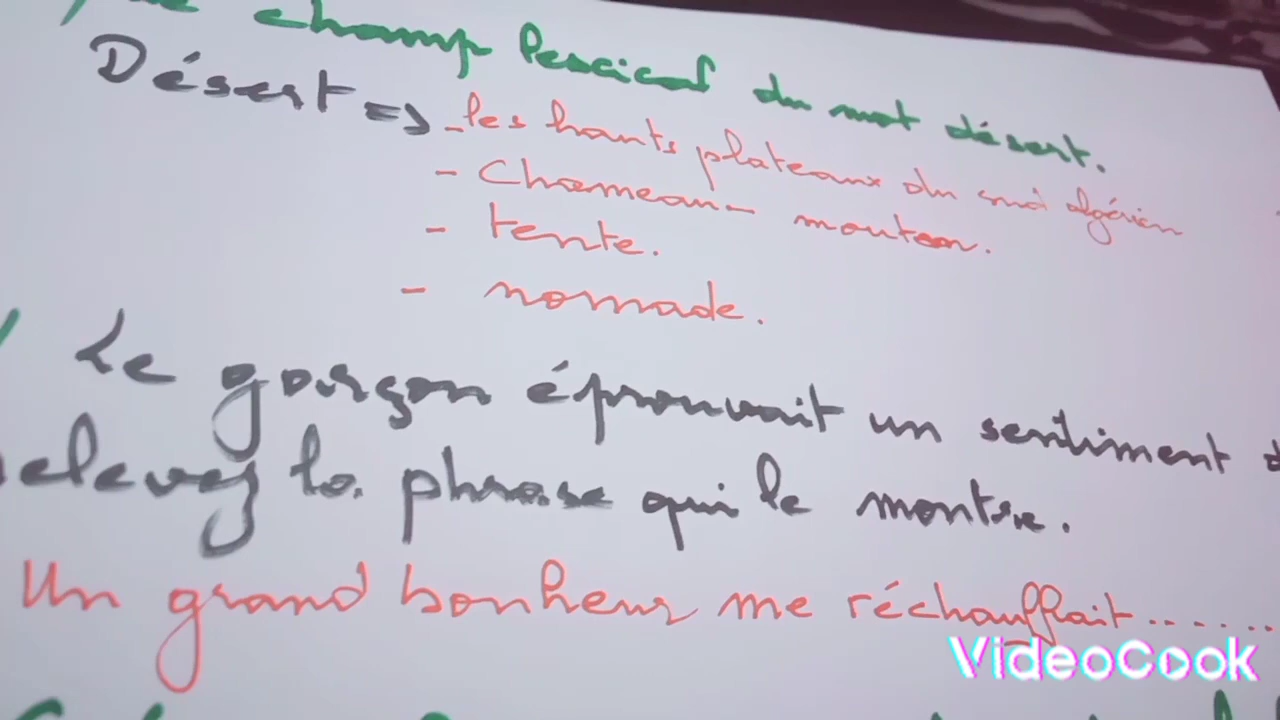 champ lexical du mot désert.
Désert => - les hauts plateaux du sud algérien
- Chameau - mouton.
- tente.
- nomade.
Le garçon éprouvait un sentiment d
relevez la phrase qui le montre.
Un grand bonheur me réchauffait.......
VideoCook